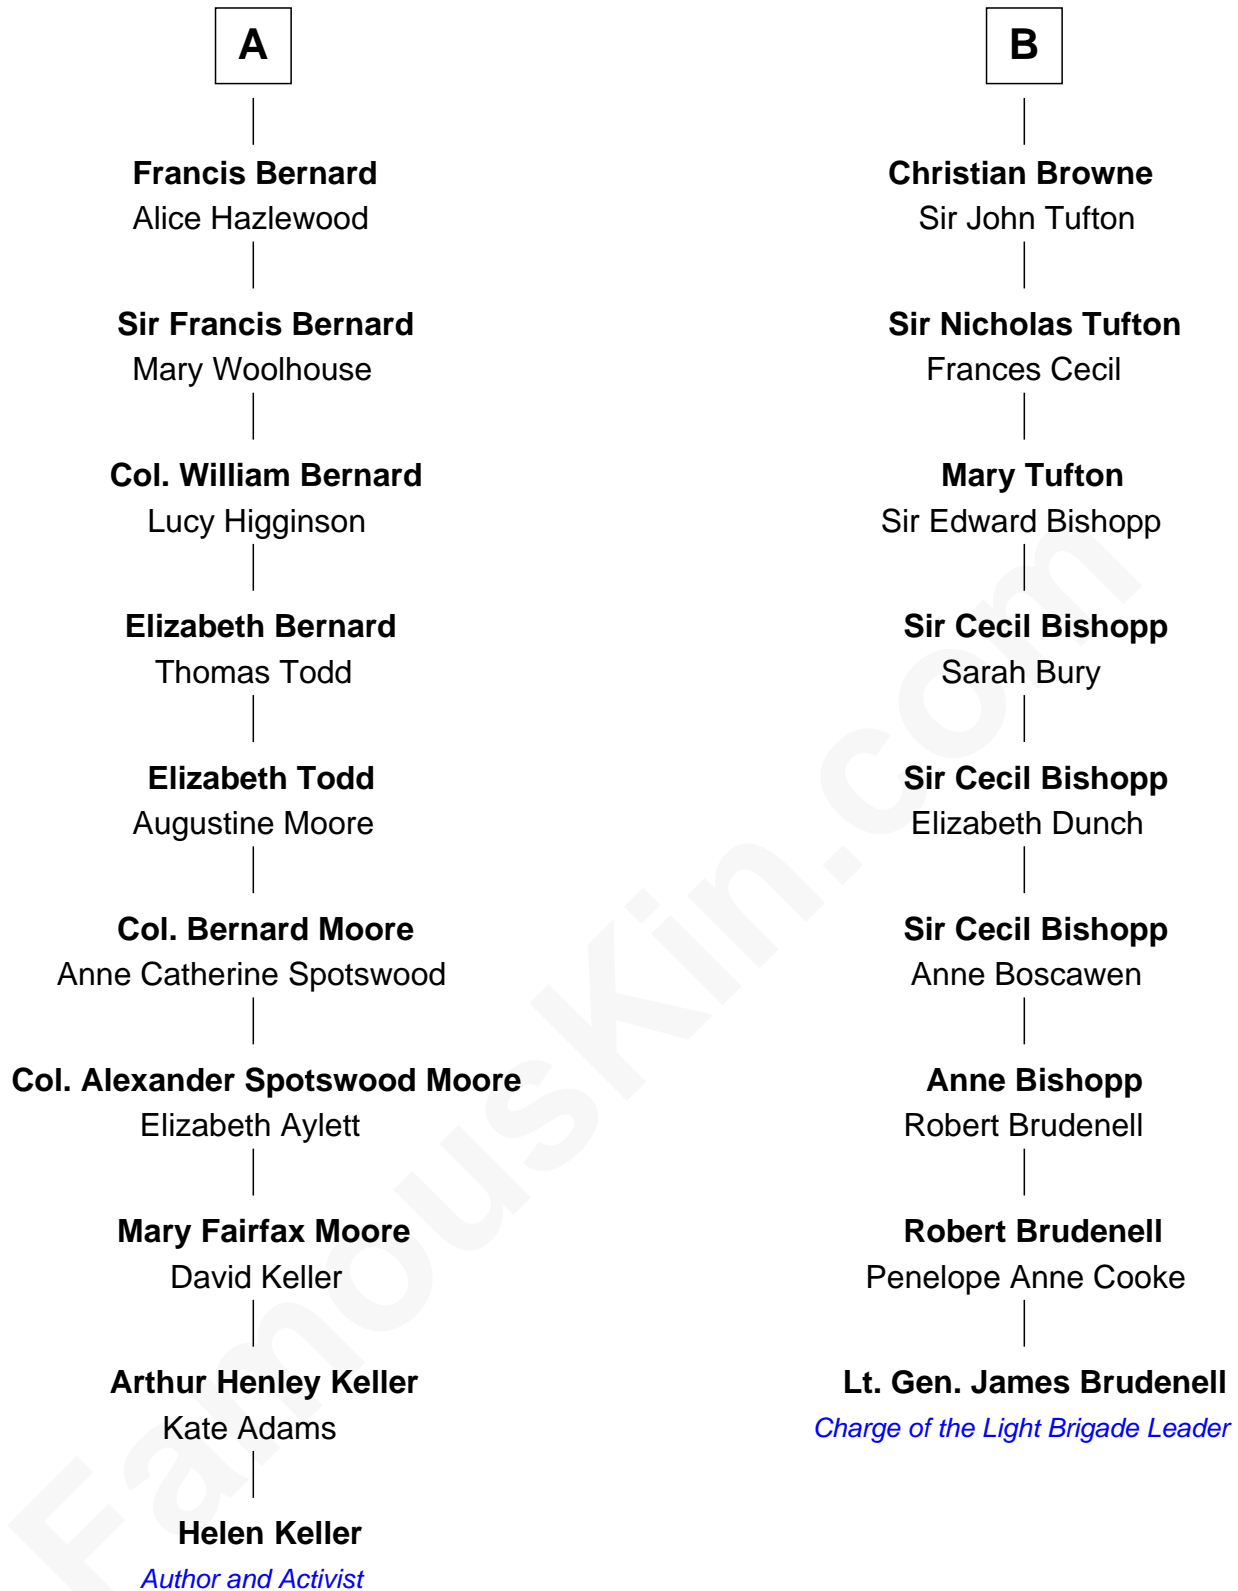 A
Francis Bernard
Alice Hazlewood
Sir Francis Bernard
Mary Woolhouse
Col. William Bernard
Lucy Higginson
Elizabeth Bernard
Thomas Todd
Elizabeth Todd
Augustine Moore
Col. Bernard Moore
Anne Catherine Spotswood
Col. Alexander Spotswood Moore
Elizabeth Aylett
Mary Fairfax Moore
David Keller
Arthur Henley Keller
Kate Adams
Helen Keller
Author and Activist
B
Christian Browne
Sir John Tufton
Sir Nicholas Tufton
Frances Cecil
Mary Tufton
Sir Edward Bishopp
Sir Cecil Bishopp
Sarah Bury
Sir Cecil Bishopp
Elizabeth Dunch
Sir Cecil Bishopp
Anne Boscawen
Anne Bishopp
Robert Brudenell
Robert Brudenell
Penelope Anne Cooke
Lt. Gen. James Brudenell
Charge of the Light Brigade Leader
FamousKin.com